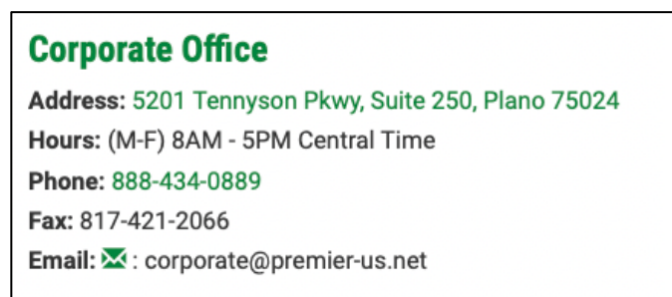 Corporate Office
Address: 5201 Tennyson Pkwy, Suite 250, Plano 75024
Hours: (M-F) 8AM - 5PM Central Time
Phone: 888-434-0889
Fax: 817-421-2066
Email: : corporate@premier-us.net